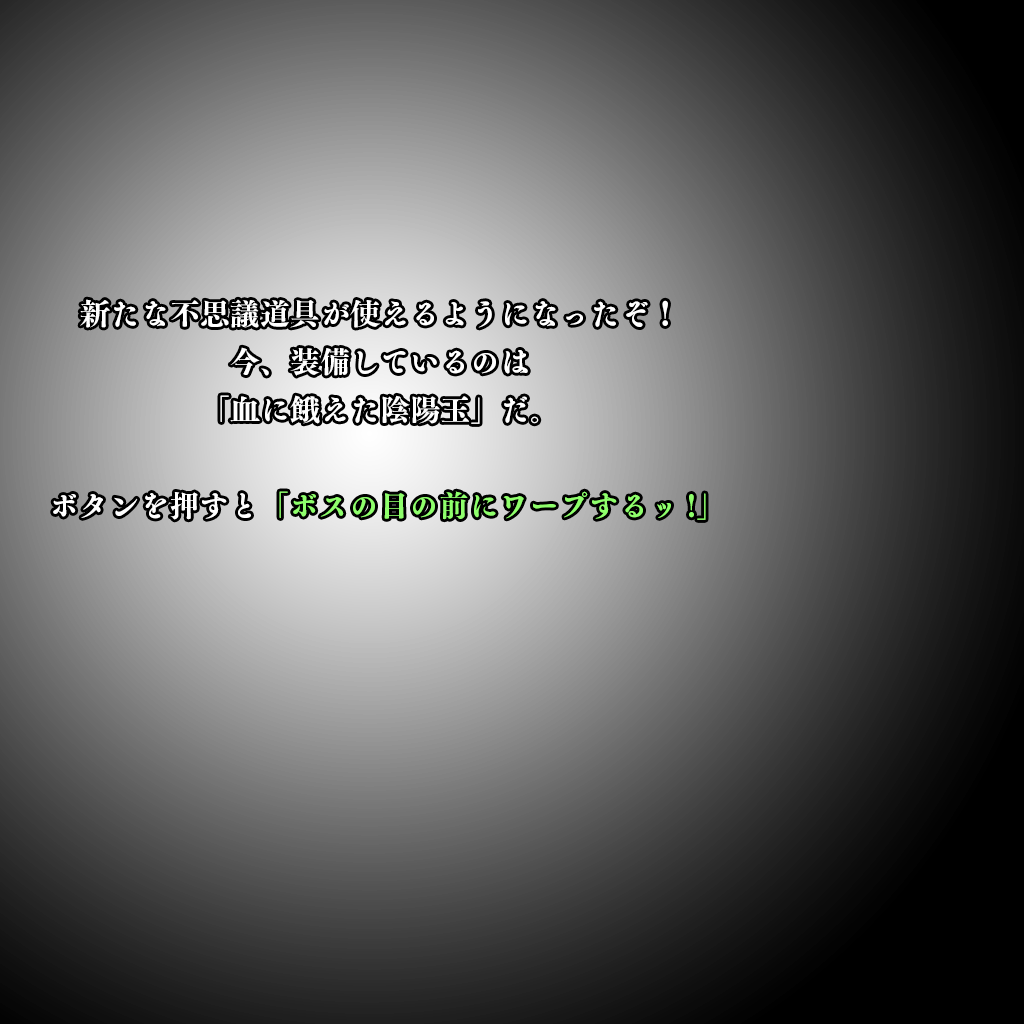 新たな不思議道具が使えるようになったぞ！
今、装備しているのは
「血に餓えた陰陽玉」だ。
ボタンを押すと「ボスの目の前にワープするッ！」